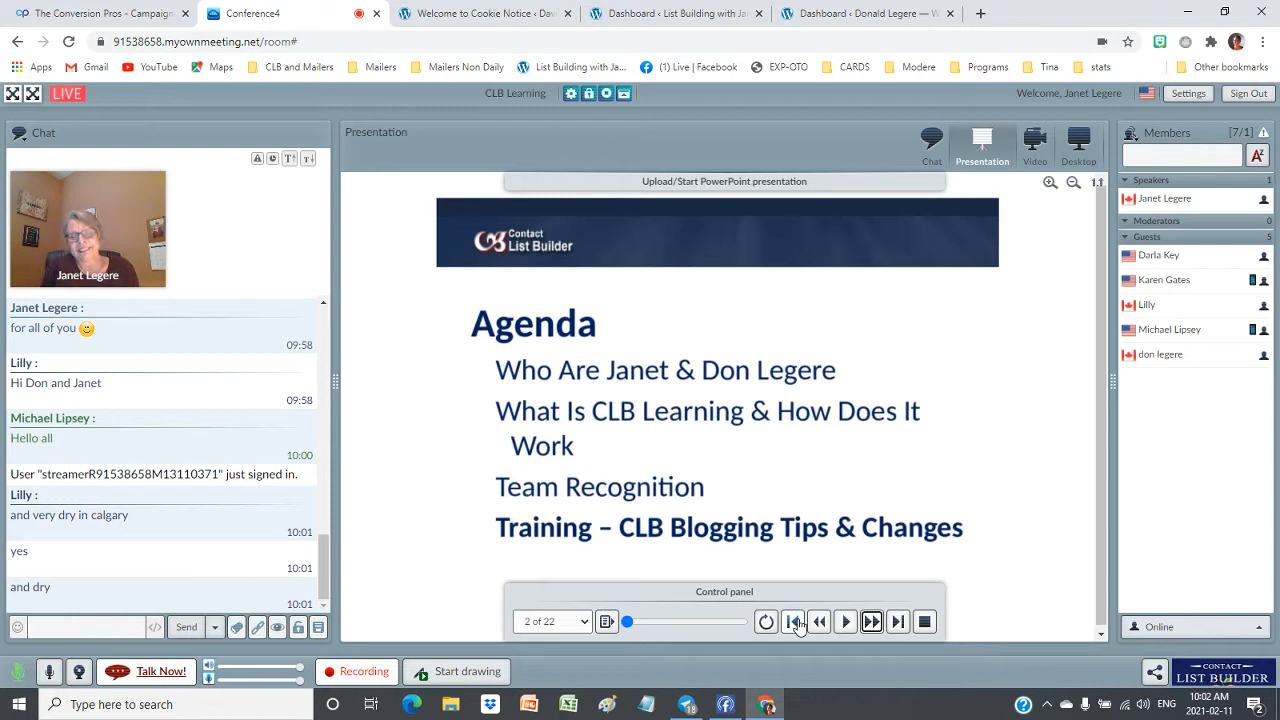 Cp The Conversion Pros - Campaign
Conference4
Welcome to Cookie Notice ‹ Dav
Dashboard ‹ List Building with Ja
Dashboard ‹ Donald Legere — W
91538658.myownmeeting.net/room#
Apps
Gmail
YouTube
Maps
CLB and Mailers
Mailers
Mailers Non Daily
List Building with Ja...
(1) Live | Facebook
EXP-OTO
CARDS
Modere
Programs
Tina
stats
Other bookmarks
LIVE
CLB Learning
Welcome, Janet Legere
Settings
Sign Out
Chat
Janet Legere
Janet Legere :
for all of you
09:58
Lilly :
Hi Don and Janet
09:58
Michael Lipsey :
Hello all
10:00
User "streamerR91538658M13110371" just signed in.
Lilly :
and very dry in calgary
10:01
yes
10:01
and dry
10:01
Send
Presentation
Chat
Presentation
Video
Desktop
Upload/Start PowerPoint presentation
1:1
Contact
List Builder
Agenda
Who Are Janet & Don Legere
What Is CLB Learning & How Does It
Work
Team Recognition
Training – CLB Blogging Tips & Changes
Control panel
2 of 22
Members
[7/1]
Speakers 1
Janet Legere
Moderators 0
Guests 5
Darla Key
Karen Gates
Lilly
Michael Lipsey
don legere
Online
Talk Now!
Recording
Start drawing
CONTACT
LIST BUILDER
Type here to search
18
ENG
10:02 AM
2021-02-11
2